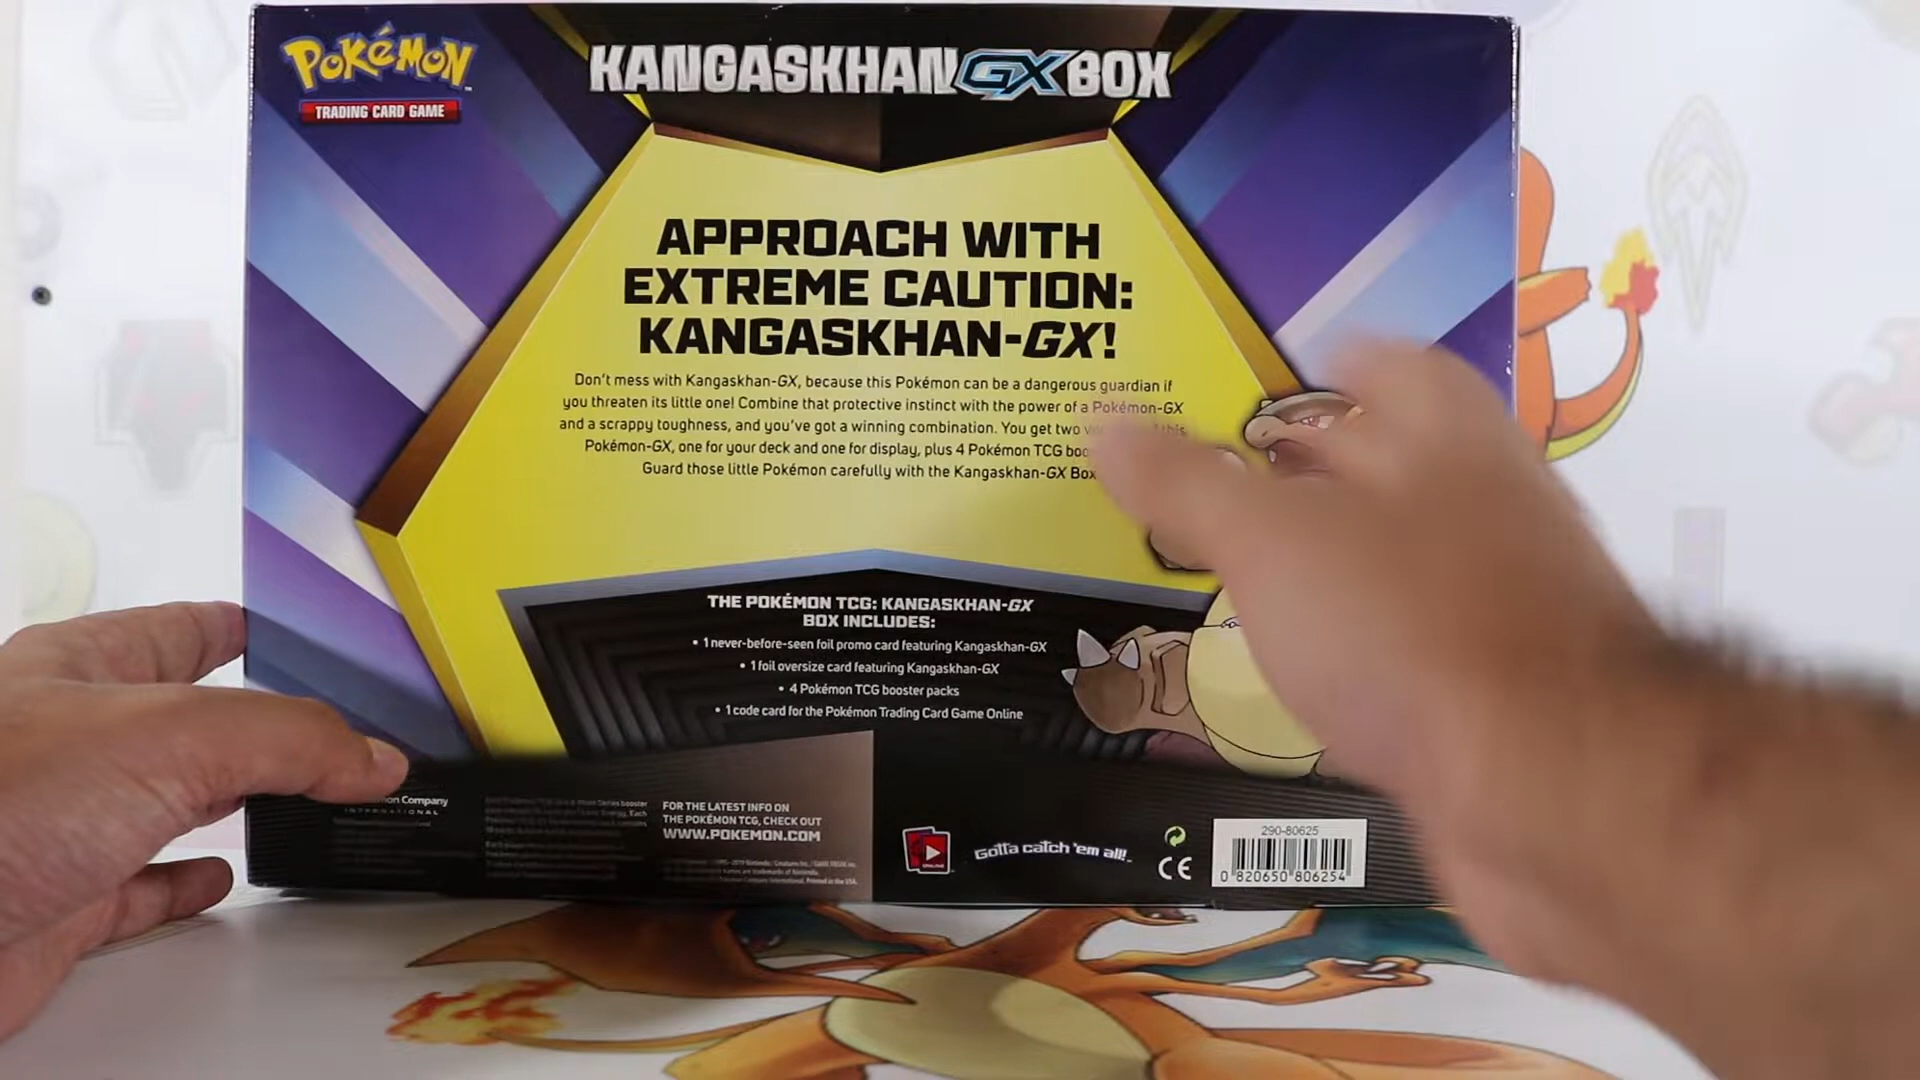 POKéMON
TRADING CARD GAME
KANGASKHAN GX BOX
APPROACH WITH
EXTREME CAUTION:
KANGASKHAN-GX!
Don't mess with Kangaskhan-GX, because this Pokémon can be a dangerous guardian if
you threaten its little one! Combine that protective instinct with the power of a Pokémon-GX
and a scrappy toughness, and you've got a winning combination. You get two this
Pokémon-GX, one for your deck and one for display, plus 4 Pokémon TCG
Guard those little Pokémon carefully with the Kangaskhan-GX Box
THE POKÉMON TCG: KANGASKHAN-GX
BOX INCLUDES:
• 1 never-before-seen foil promo card featuring Kangaskhan-GX
• 1 foil oversize card featuring Kangaskhan-GX
• 4 Pokémon TCG booster packs
• 1 code card for the Pokémon Trading Card Game Online
Company
INTERNATIONAL
FOR THE LATEST INFO ON
THE POKÉMON TCG, CHECK OUT
WWW.POKEMON.COM
ONLINE
Gotta catch 'em all!
CE
290-80625
0 820650 806254